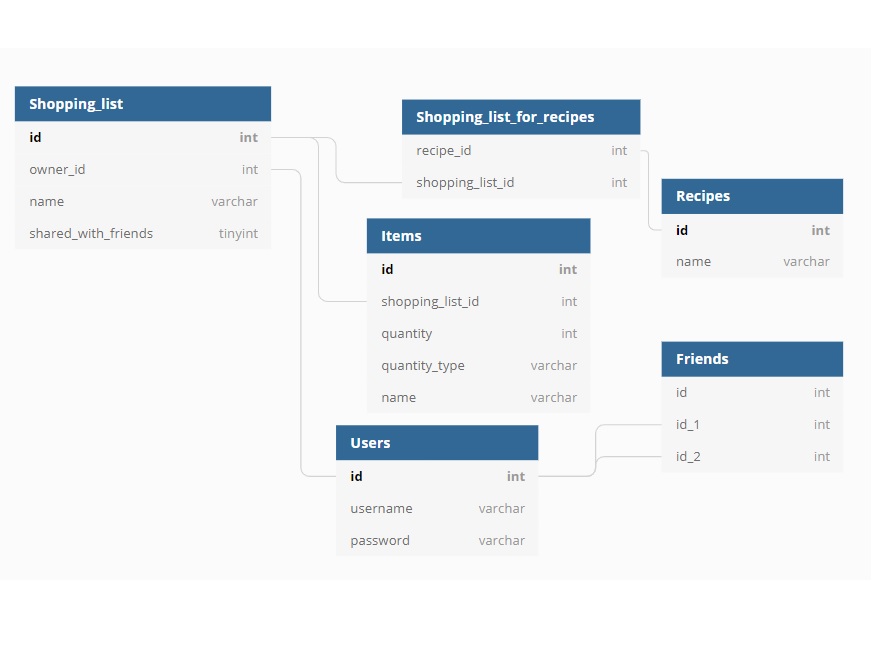 Shopping_list
id int
owner_id int
name varchar
shared_with_friends tinyint
Shopping_list_for_recipes
recipe_id int
shopping_list_id int
Recipes
id int
name varchar
Items
id int
shopping_list_id int
quantity int
quantity_type varchar
name varchar
Friends
id int
id_1 int
id_2 int
Users
id int
username varchar
password varchar